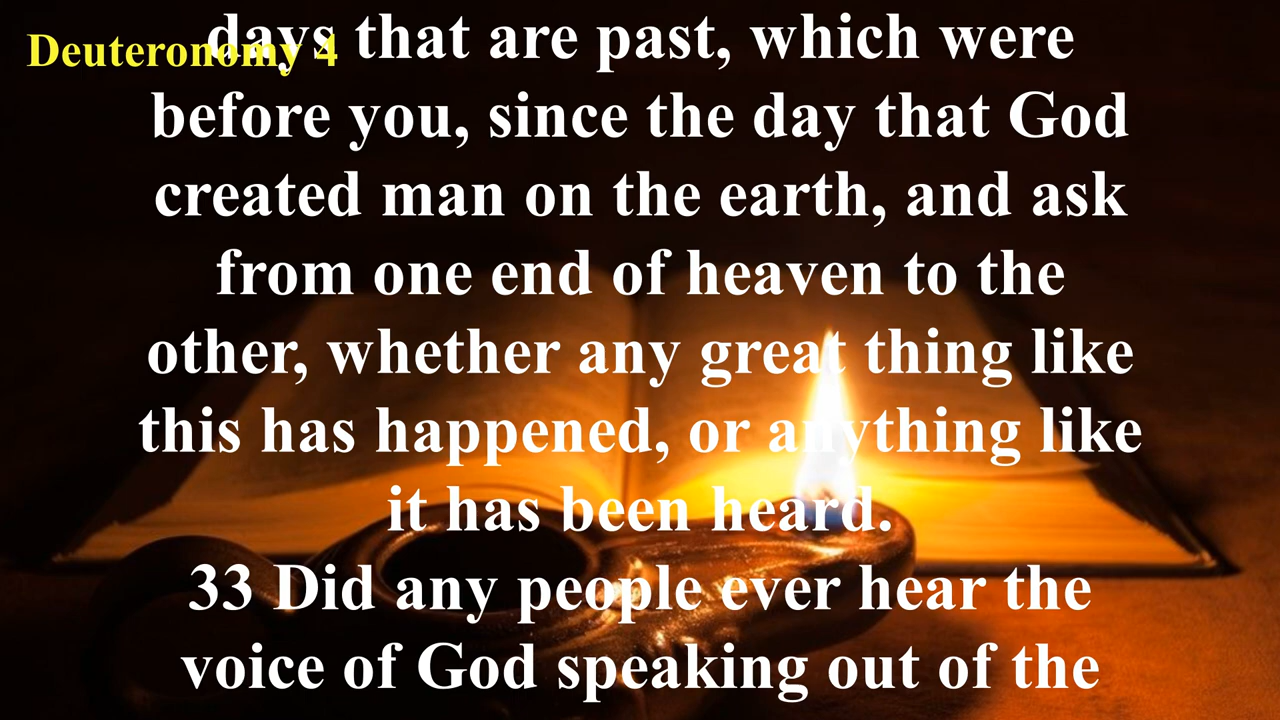 Deuteronomy 4
days that are past, which were
before you, since the day that God
created man on the earth, and ask
from one end of heaven to the
other, whether any great thing like
this has happened, or anything like
it has been heard.
33 Did any people ever hear the
voice of God speaking out of the